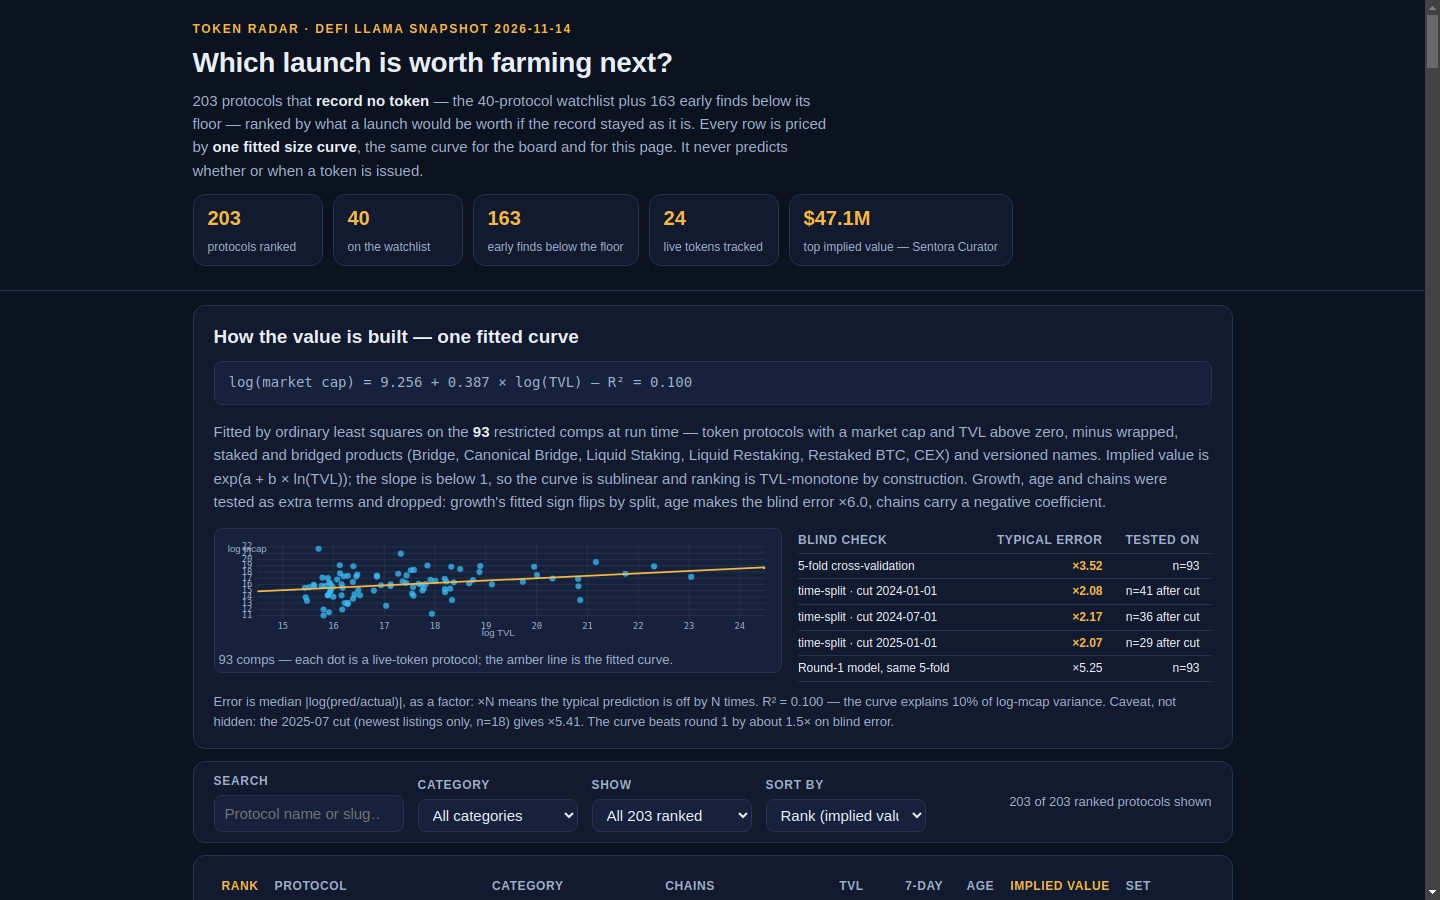 TOKEN RADAR · DEFI LLAMA SNAPSHOT 2026-11-14
Which launch is worth farming next?
203 protocols that record no token — the 40-protocol watchlist plus 163 early finds below its
floor — ranked by what a launch would be worth if the record stayed as it is. Every row is priced
by one fitted size curve, the same curve for the board and for this page. It never predicts
whether or when a token is issued.
203
protocols ranked
40
on the watchlist
163
early finds below the floor
24
live tokens tracked
$47.1M
top implied value — Sentora Curator
How the value is built — one fitted curve
log(market cap) = 9.256 + 0.387 × log(TVL) — R² = 0.100
Fitted by ordinary least squares on the 93 restricted comps at run time — token protocols with a market cap and TVL above zero, minus wrapped,
staked and bridged products (Bridge, Canonical Bridge, Liquid Staking, Liquid Restaking, Restaked BTC, CEX) and versioned names. Implied value is
exp(a + b × ln(TVL)); the slope is below 1, so the curve is sublinear and ranking is TVL-monotone by construction. Growth, age and chains were
tested as extra terms and dropped: growth's fitted sign flips by split, age makes the blind error ×6.0, chains carry a negative coefficient.
log mcap
22
21
20
19
18
17
16
15
14
13
12
11
15 16 17 18 19 20 21 22 23 24
log TVL
93 comps — each dot is a live-token protocol; the amber line is the fitted curve.
BLIND CHECK TYPICAL ERROR TESTED ON
5-fold cross-validation ×3.52 n=93
time-split · cut 2024-01-01 ×2.08 n=41 after cut
time-split · cut 2024-07-01 ×2.17 n=36 after cut
time-split · cut 2025-01-01 ×2.07 n=29 after cut
Round-1 model, same 5-fold ×5.25 n=93
Error is median |log(pred/actual)|, as a factor: ×N means the typical prediction is off by N times. R² = 0.100 — the curve explains 10% of log-mcap variance. Caveat, not
hidden: the 2025-07 cut (newest listings only, n=18) gives ×5.41. The curve beats round 1 by about 1.5× on blind error.
SEARCH
Protocol name or slug..
CATEGORY
All categories
SHOW
All 203 ranked
SORT BY
Rank (implied valu
203 of 203 ranked protocols shown
RANK PROTOCOL CATEGORY CHAINS TVL 7-DAY AGE IMPLIED VALUE SET